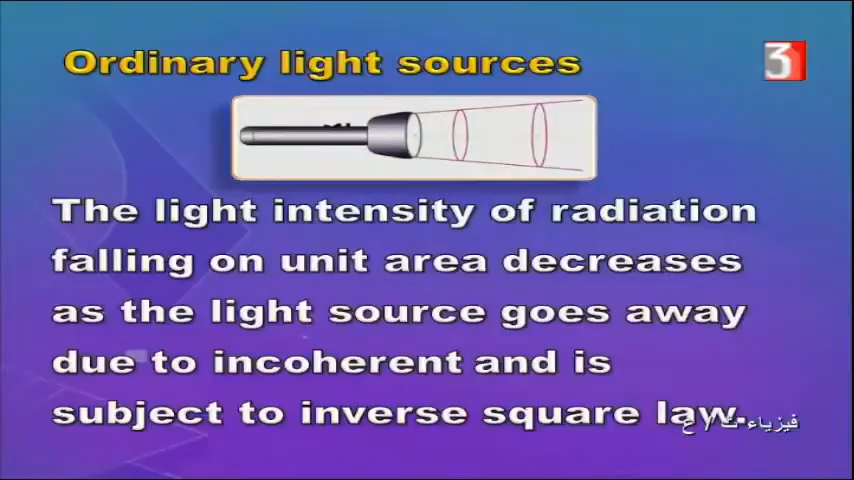 Ordinary light sources
3
The light intensity of radiation
falling on unit area decreases
as the light source goes away
due to incoherent and is
subject to inverse square law.
فيزياء ث / ع